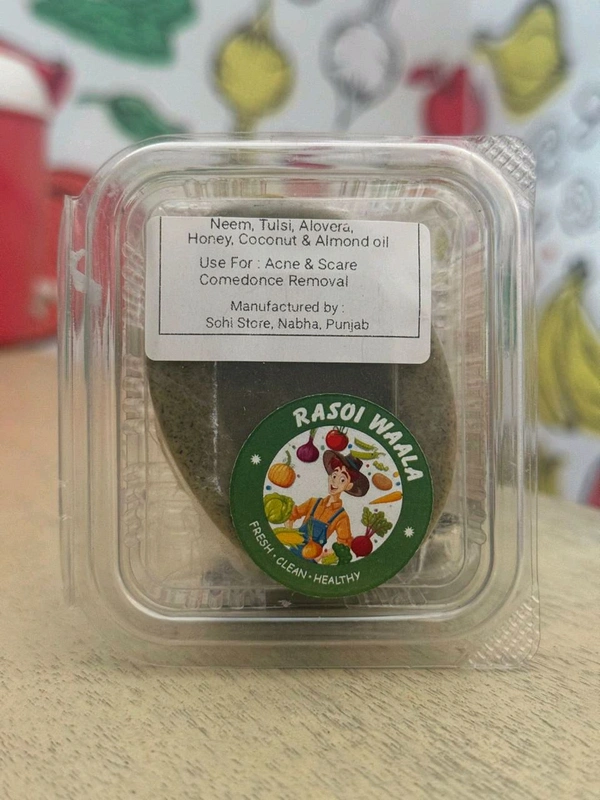 Neem, Tulsi, Alovera,
Honey, Coconut & Almond oil
Use For : Acne & Scare
Comedonce Removal
Manufactured by :
Sohi Store, Nabha, Punjab
RASOI WAALA
FRESH · CLEAN · HEALTHY